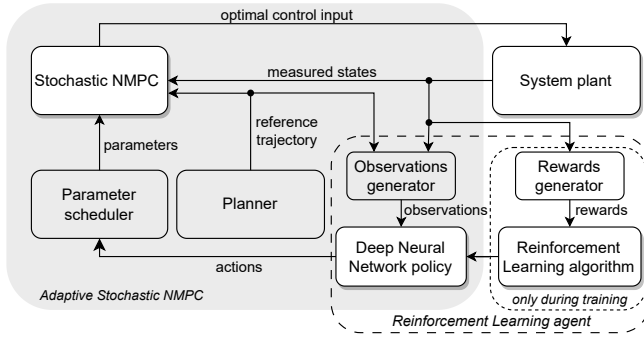 optimal control input
Stochastic NMPC
measured states
System plant
reference
trajectory
parameters
Parameter
scheduler
Planner
Observations
generator
Rewards
generator
observations
rewards
Deep Neural
Network policy
Reinforcement
Learning algorithm
actions
Adaptive Stochastic NMPC
only during training
Reinforcement Learning agent